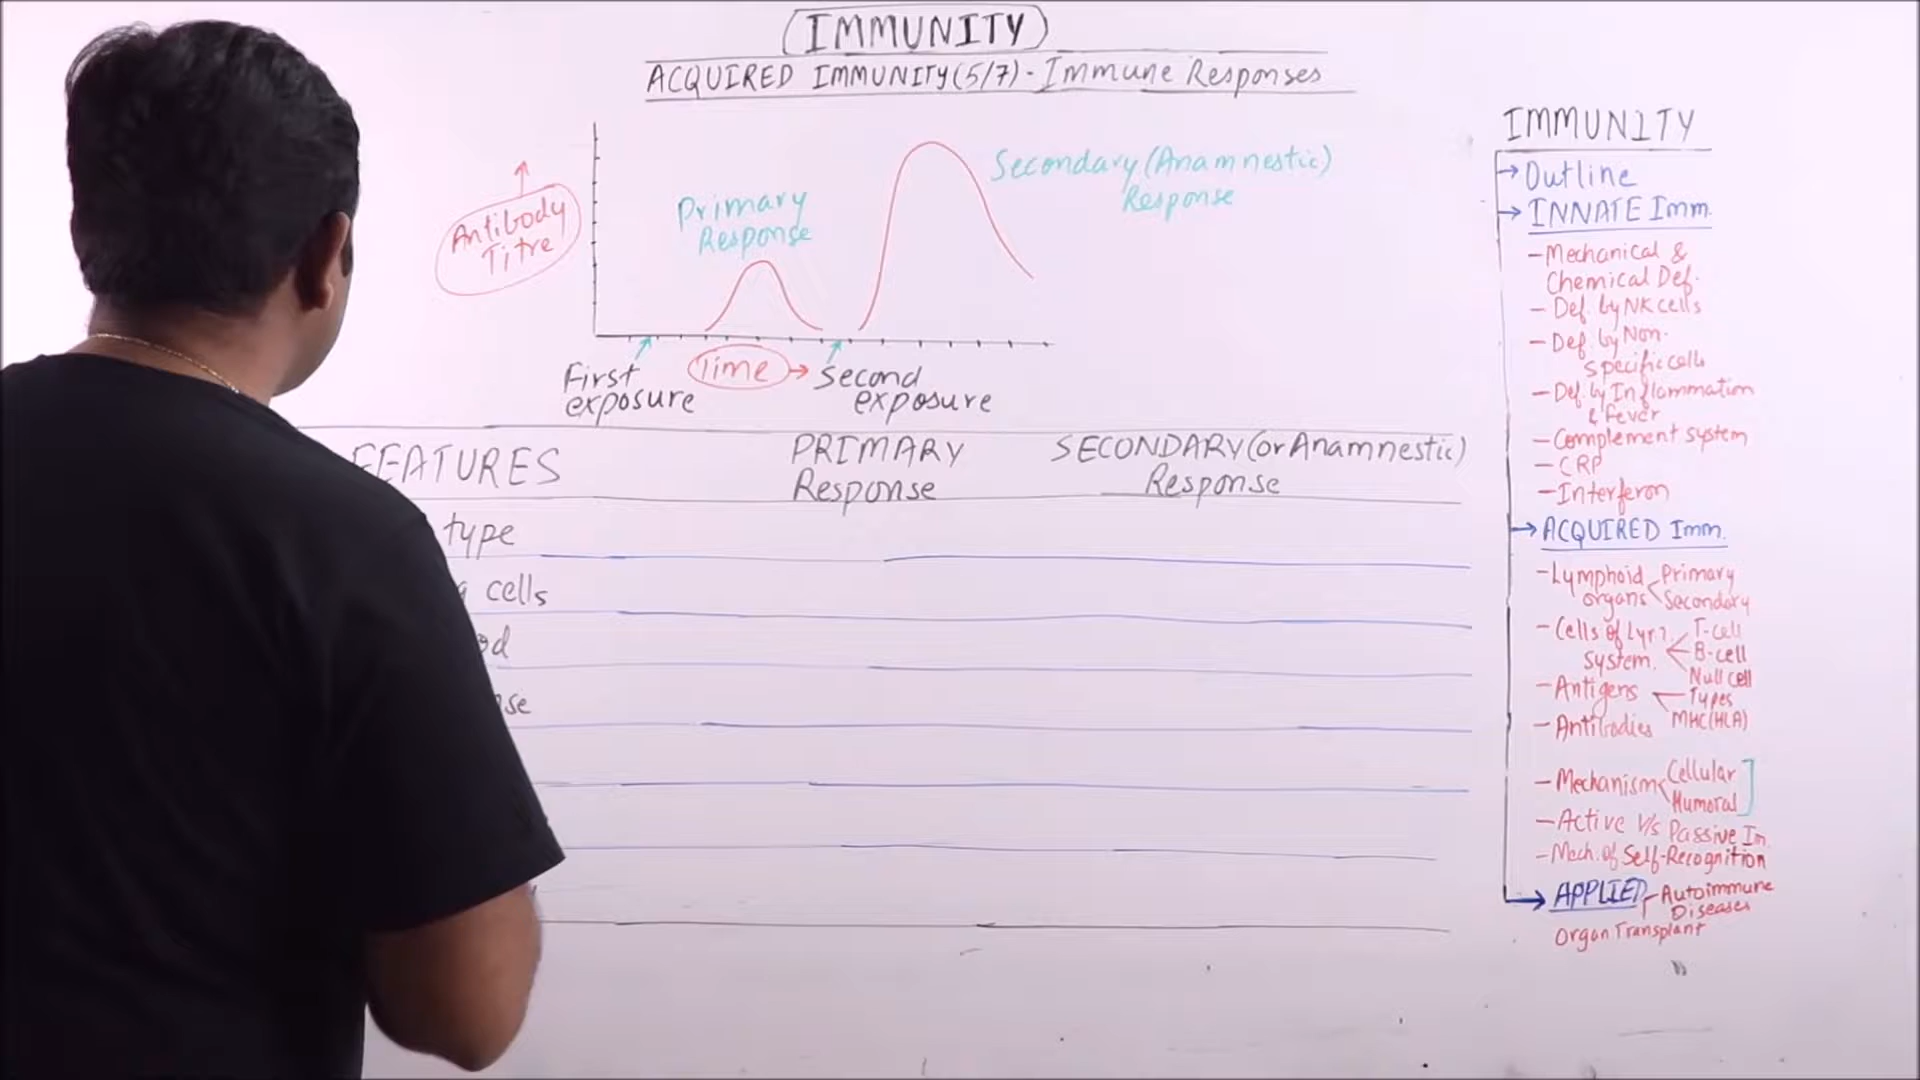 (IMMUNITY)
ACQUIRED IMMUNITY(5/7)-Immune Responses
Antibody
Titre
Primary
Response
Secondary (Anamnestic)
Response
First
exposure
Time
Second
exposure
FEATURES
PRIMARY
Response
SECONDARY (or Anamnestic)
Response
type
cells
IMMUNITY
Outline
INNATE Imm.
-Mechanical &
Chemical Def.
- Def. by NK cells
- Def. by Non-
specific cells
- Def. by Inflammation
& fever
- Complement system
- CRP
- Interferon
ACQUIRED Imm.
-Lymphoid
organs
Primary
Secondary
- Cells of
System.
T-cell
B-cell
Null cell
-Antigens
Types
MHC(HLA)
- Antibodies
- Mechanism
Cellular
Humoral
-Active V/s Passive Im.
-Mech. of Self-Recognition
APPLIED
Autoimmune
Diseases
Organ Transplant